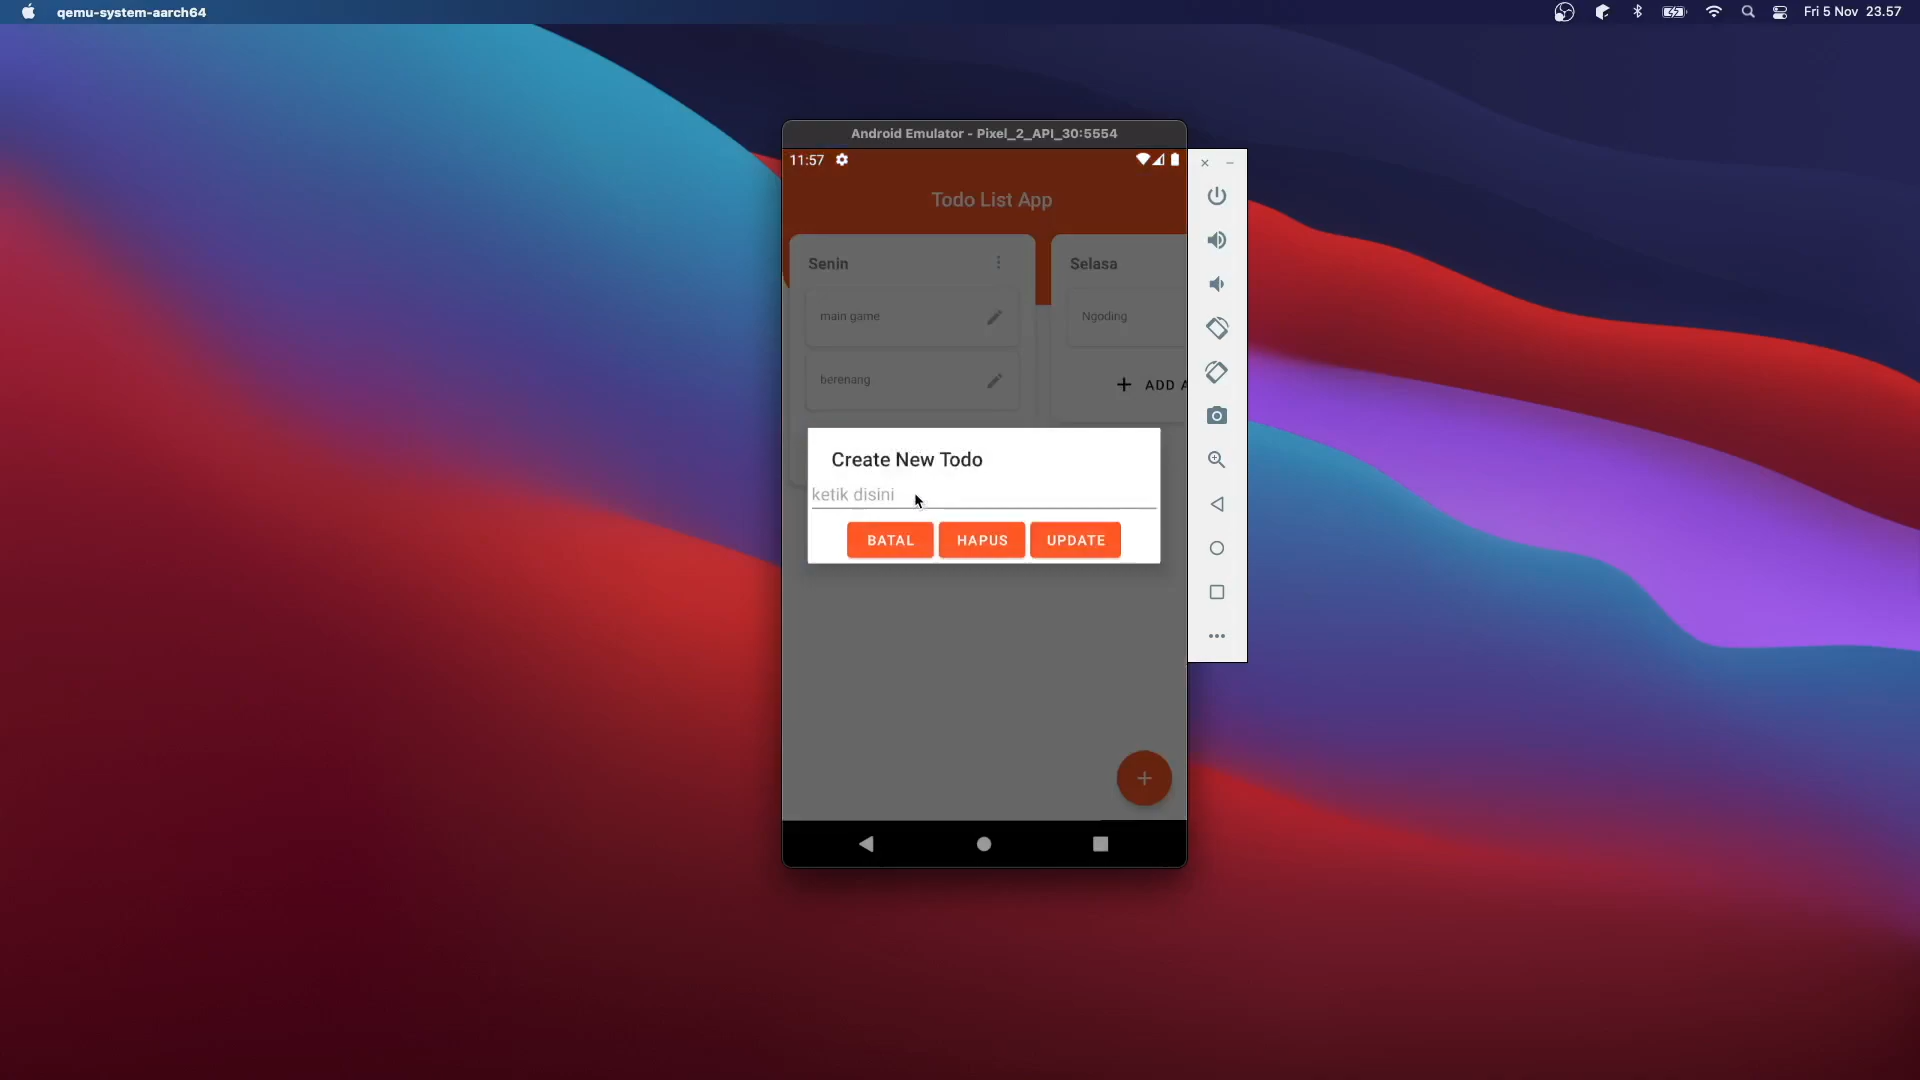 qemu-system-aarch64
Fri 5 Nov 23.57
Android Emulator - Pixel_2_API_30:5554
11:57
Todo List App
Senin
Selasa
main game
Ngoding
berenang
ADD A
Create New Todo
ketik disini
BATAL
HAPUS
UPDATE